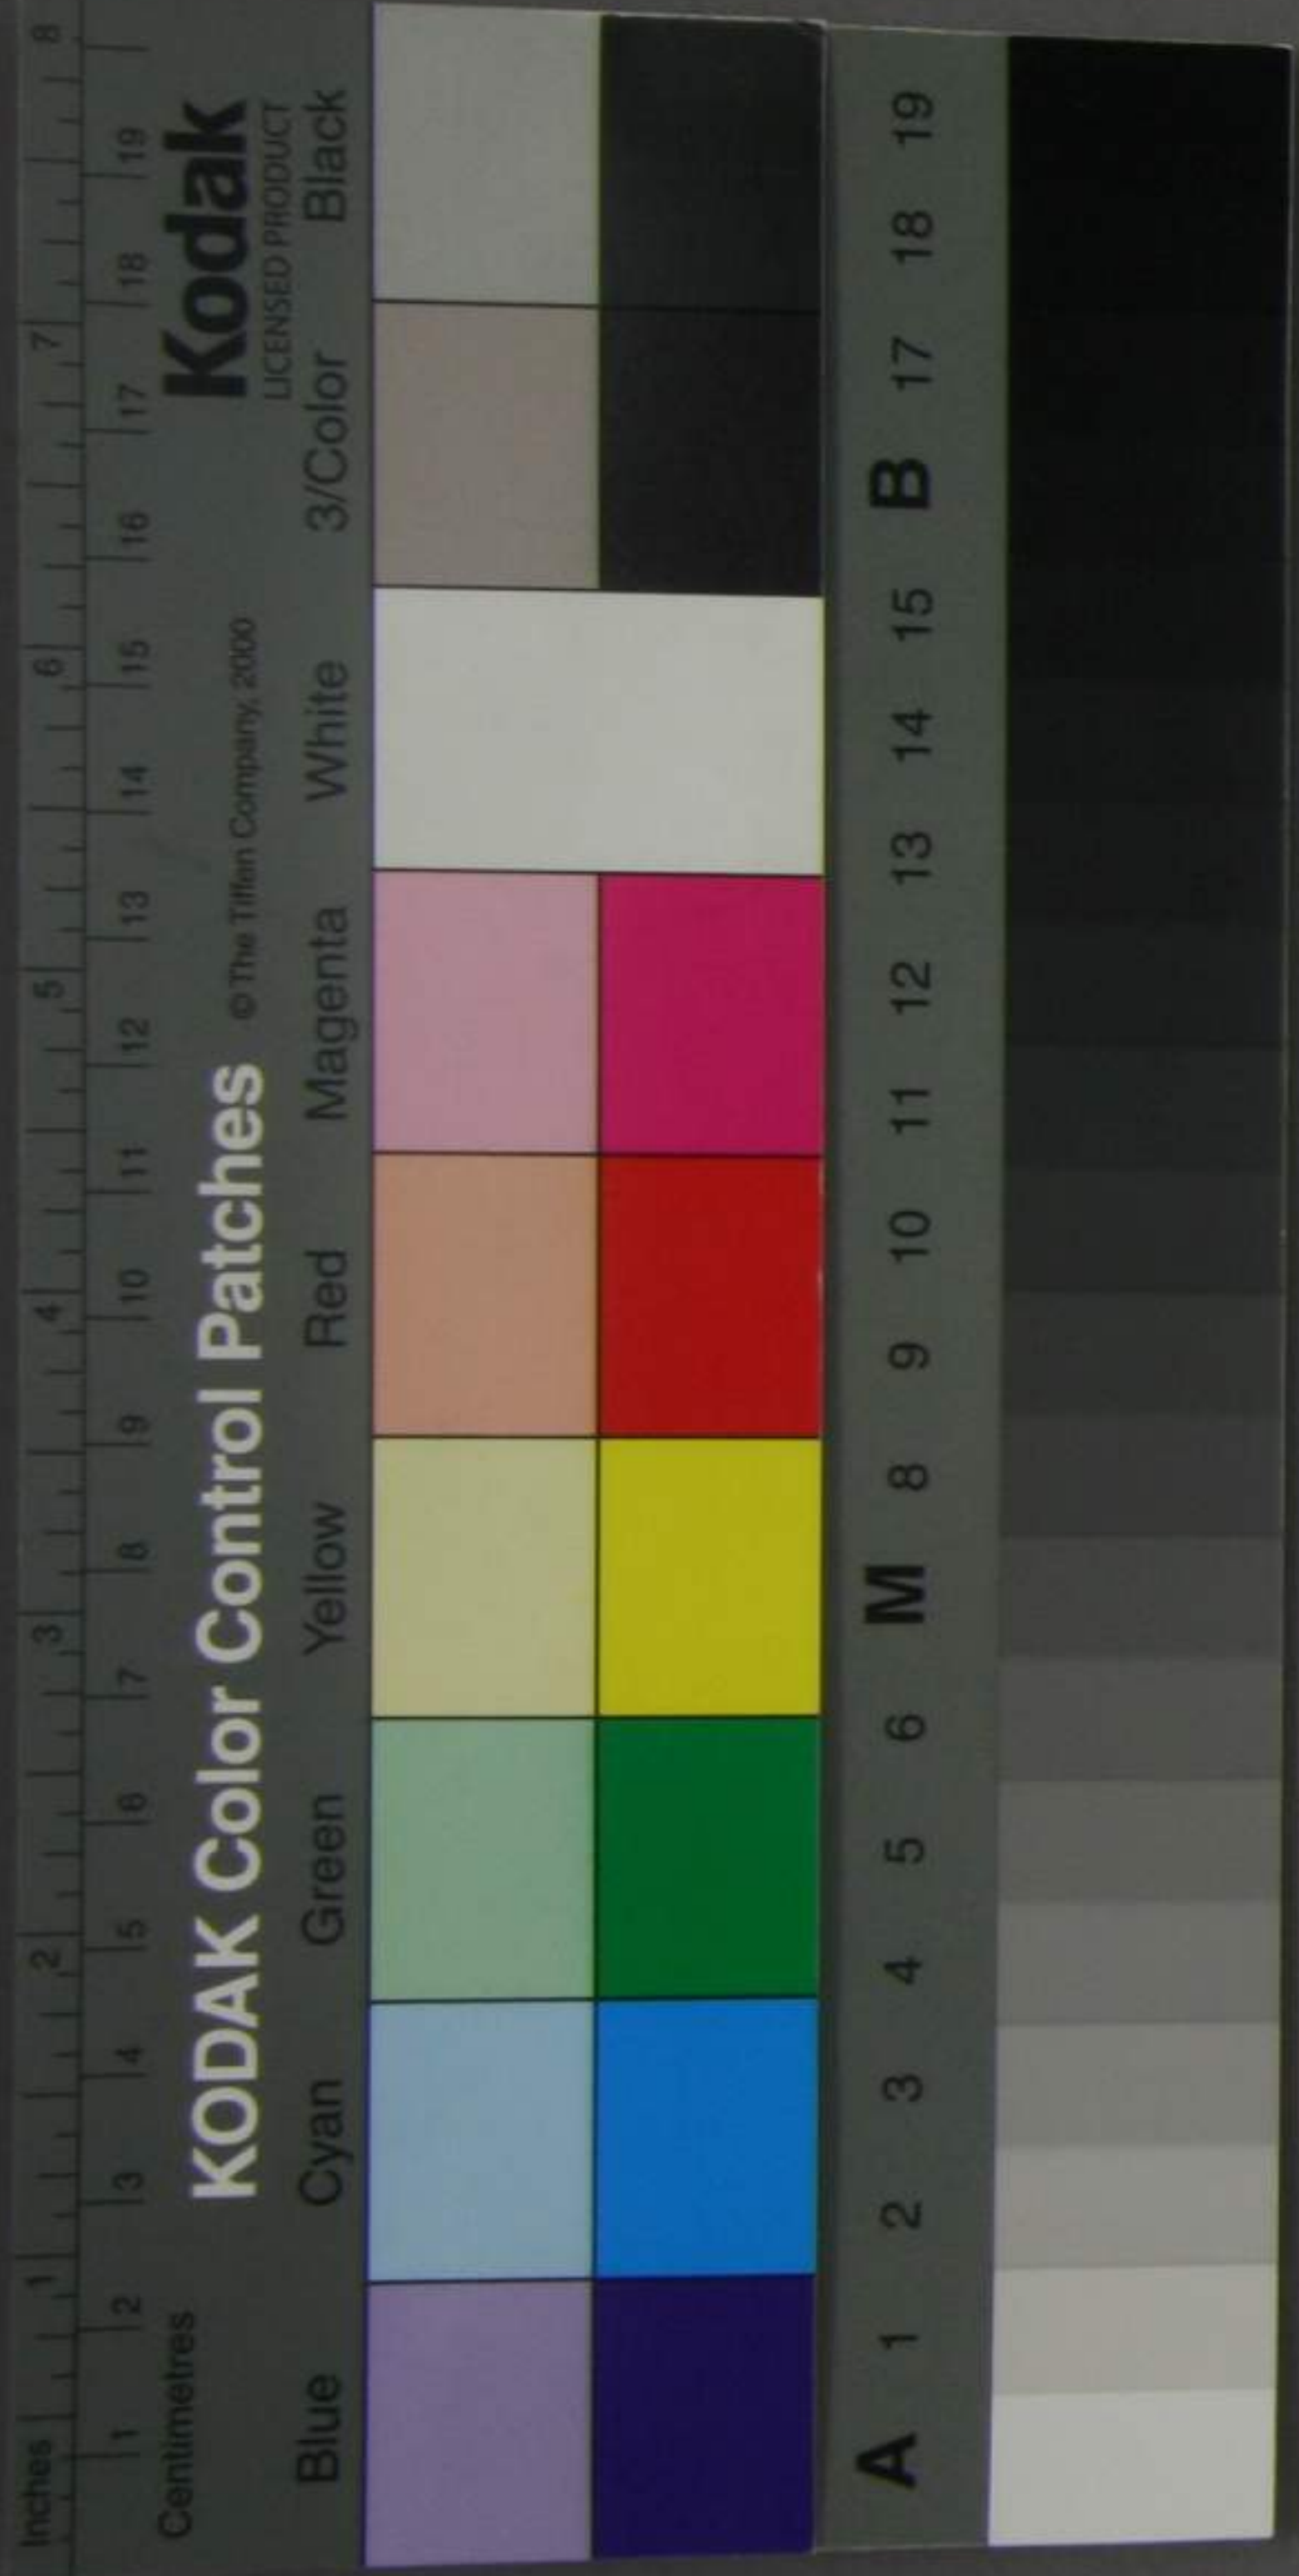 Inches 1 2 3 4 5 6 7 8
Centimetres 1 2 3 4 5 6 7 8 9 10 11 12 13 14 15 16 17 18 19
KODAK Color Control Patches ©The Tiffen Company, 2000 Kodak
LICENSED PRODUCT
Blue Cyan Green Yellow Red Magenta White 3/Color Black
A 1 2 3 4 5 6 M 8 9 10 11 12 13 14 15 B 17 18 19